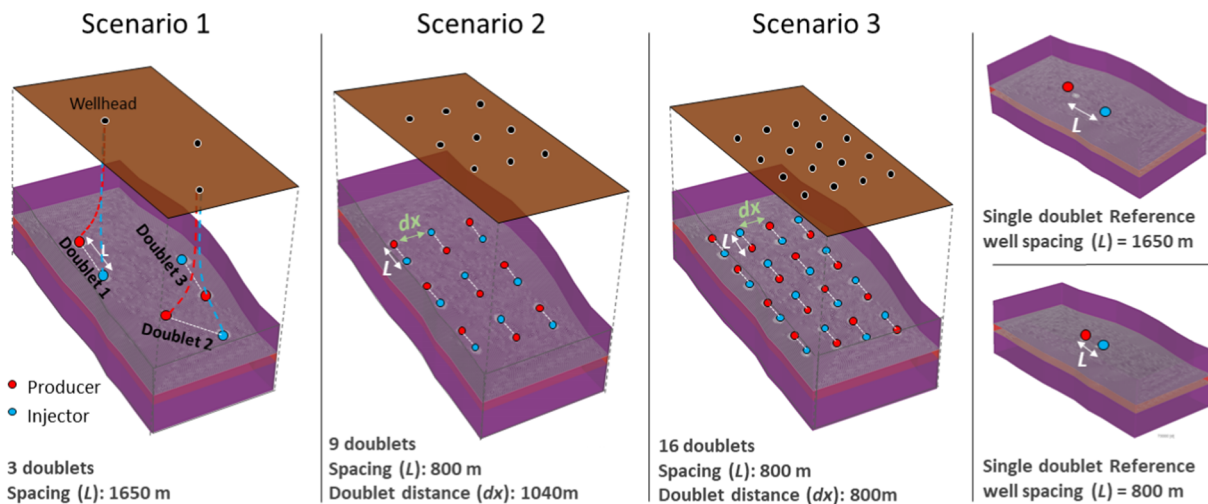 Scenario 1
Scenario 2
Scenario 3
Wellhead
L
Doublet 1
Doublet 3
Doublet 2
Producer
Injector
3 doublets
Spacing (L): 1650 m
dx
L
9 doublets
Spacing (L): 800 m
Doublet distance (dx): 1040m
dx
L
16 doublets
Spacing (L): 800 m
Doublet distance (dx): 800m
L
Single doublet Reference
well spacing (L) = 1650 m
L
Single doublet Reference
well spacing (L) = 800 m